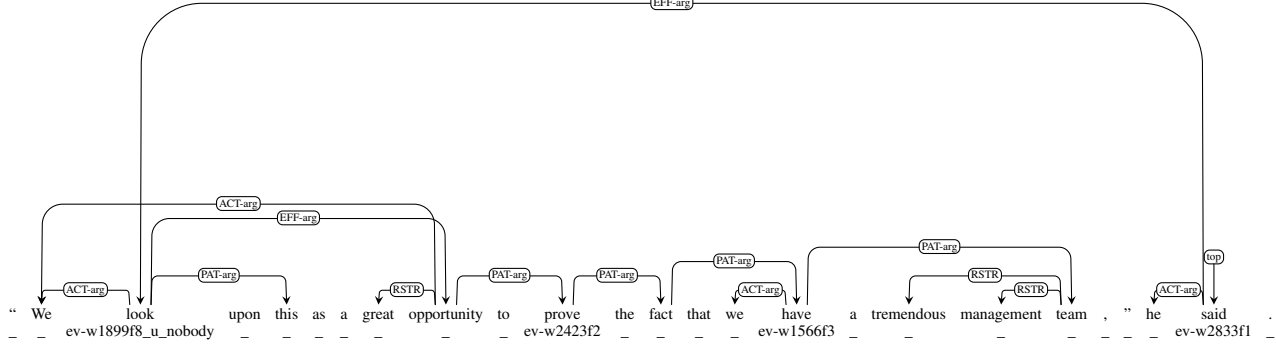 EFF-arg
ACT-arg
EFF-arg
PAT-arg PAT-arg top
PAT-arg PAT-arg PAT-arg RSTR
ACT-arg RSTR ACT-arg RSTR ACT-arg
“ We look upon this as a great opportunity to prove the fact that we have a tremendous management team , ” he said .
_ _ ev-w1899f8_u_nobody _ _ _ _ _ _ _ ev-w2423f2 _ _ _ _ ev-w1566f3 _ _ _ _ _ _ _ ev-w2833f1 _